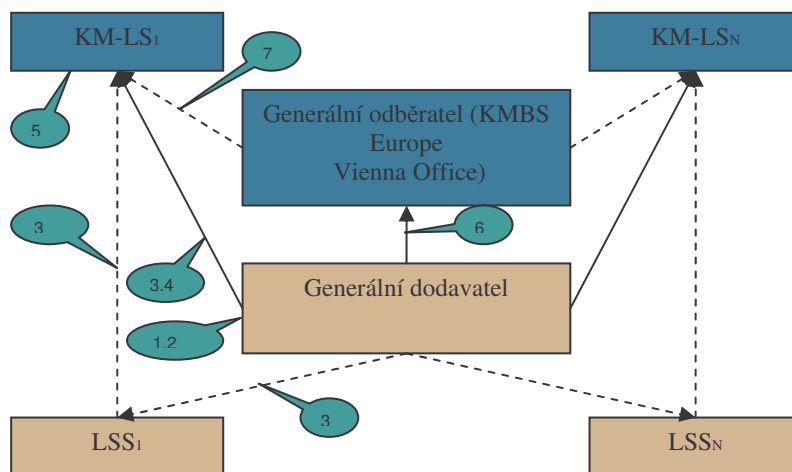 KM-LS1
KM-LSN
7
5
Generální odběratel (KMBS
Europe
Vienna Office)
3
6
3.4
Generální dodavatel
1.2
3
LSS1
LSSN